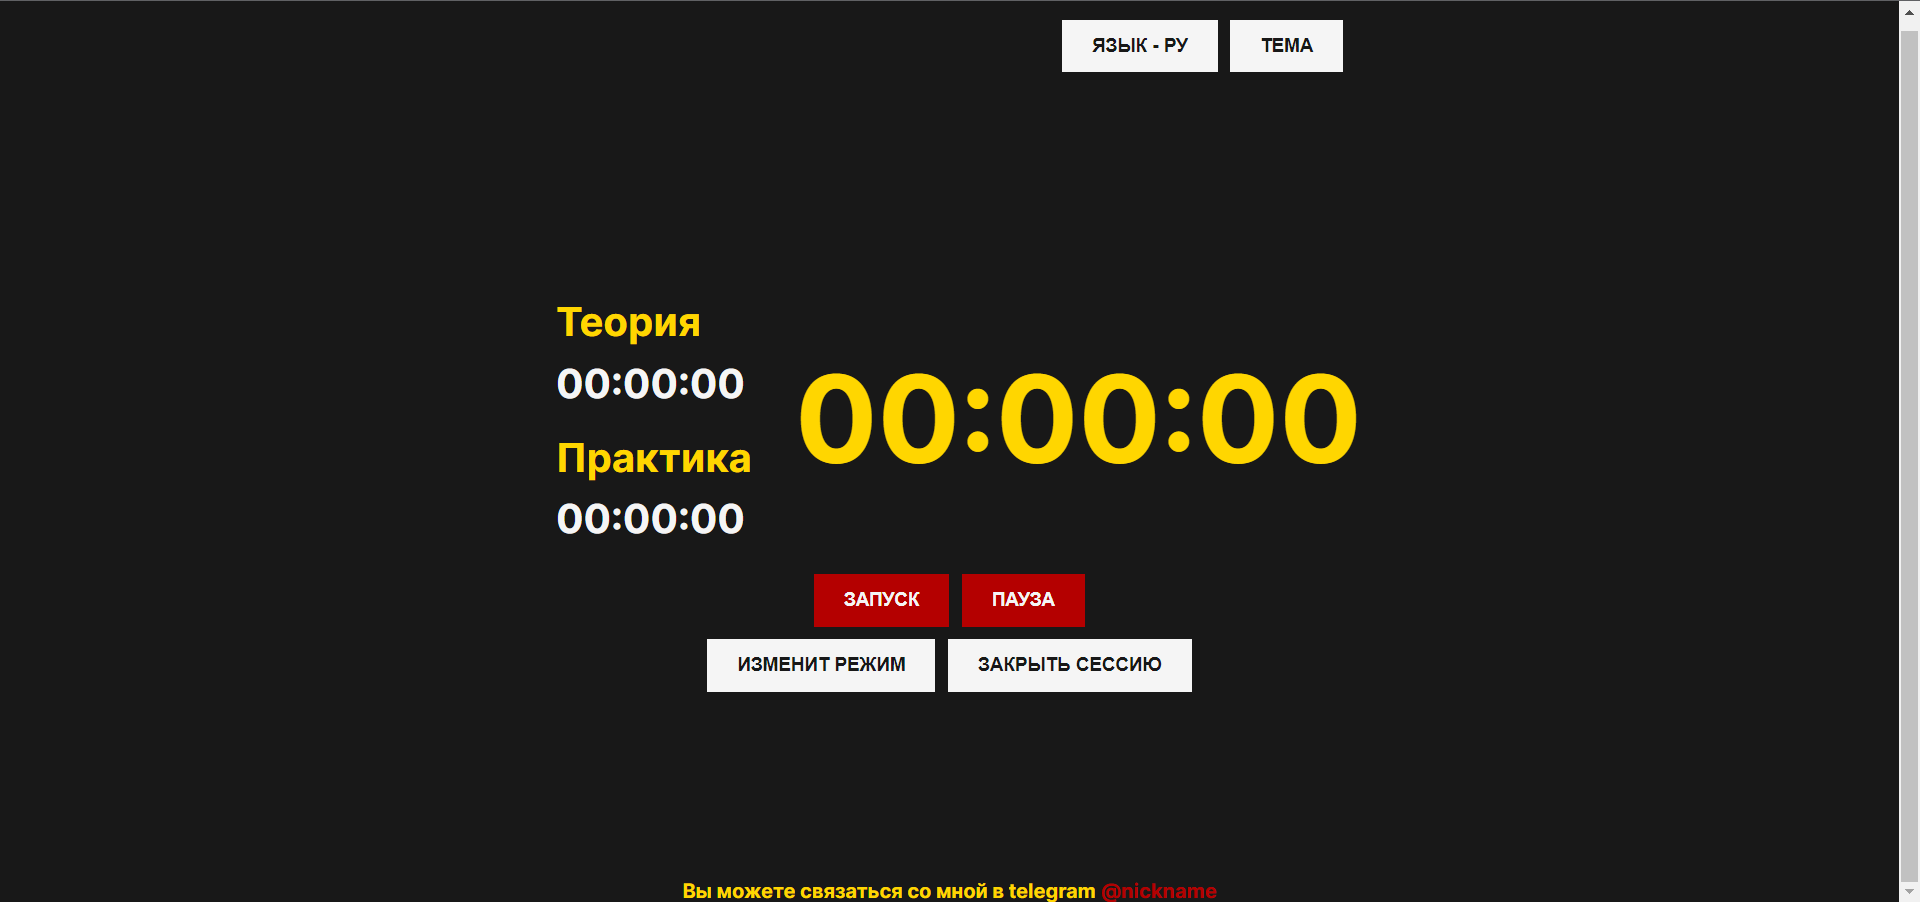 ЯЗЫК - РУ ТЕМА
Теория
00:00:00
00:00:00
Практика
00:00:00
ЗАПУСК ПАУЗА
ИЗМЕНИТ РЕЖИМ ЗАКРЫТЬ СЕССИЮ
Вы можете связаться со мной в telegram @nickname